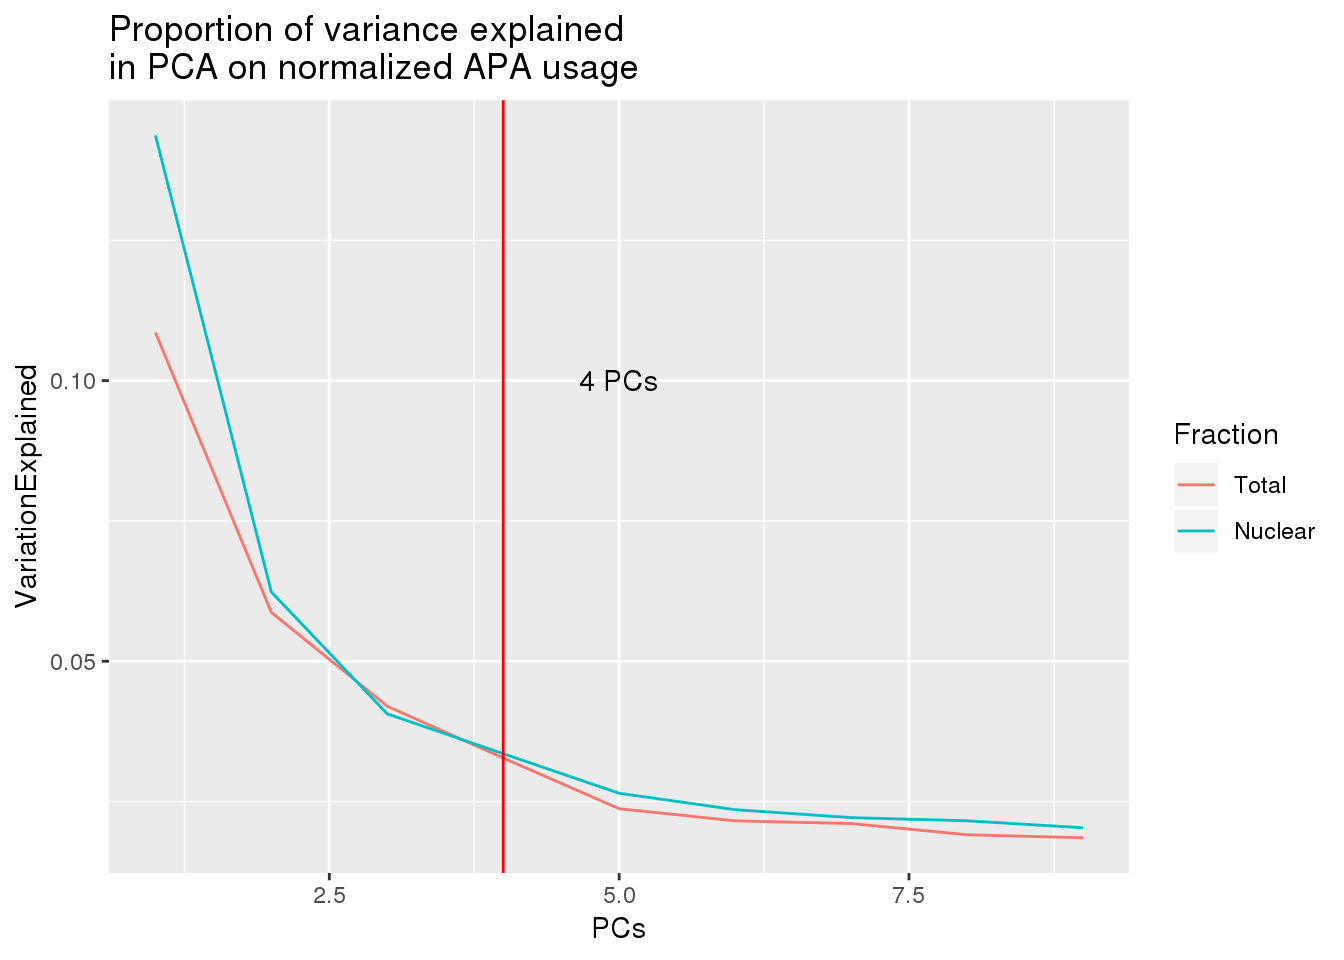 Proportion of variance explained
in PCA on normalized APA usage
VariationExplained
0.10
0.05
4 PCs
2.5
5.0
7.5
PCs
Fraction
Total
Nuclear